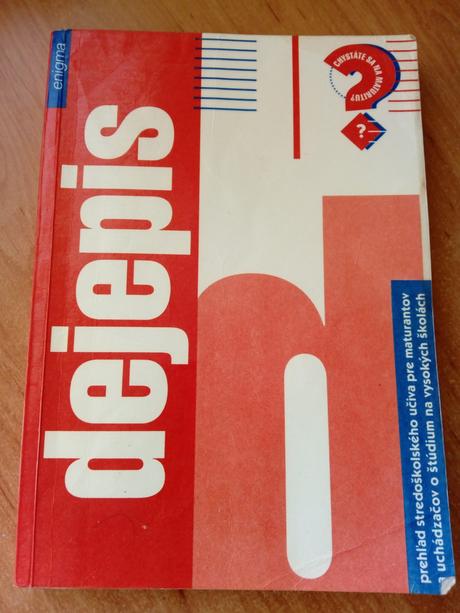 enigma
dejepis
CHYSTÁTE SA NA MATURITU?
?
prehľad stredoškolského učiva pre maturantov
a uchádzačov o štúdium na vysokých školách